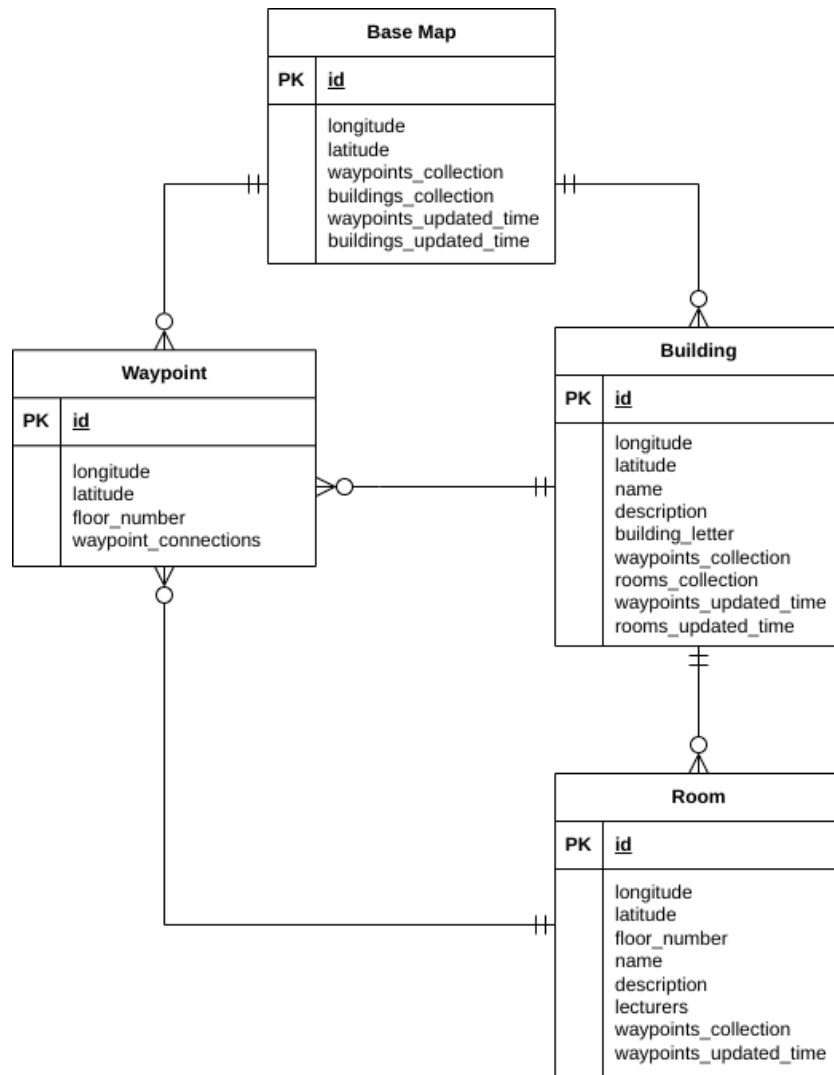 Base Map
PK id
longitude
latitude
waypoints_collection
buildings_collection
waypoints_updated_time
buildings_updated_time
Waypoint
PK id
longitude
latitude
floor_number
waypoint_connections
Building
PK id
longitude
latitude
name
description
building_letter
waypoints_collection
rooms_collection
waypoints_updated_time
rooms_updated_time
Room
PK id
longitude
latitude
floor_number
name
description
lecturers
waypoints_collection
waypoints_updated_time